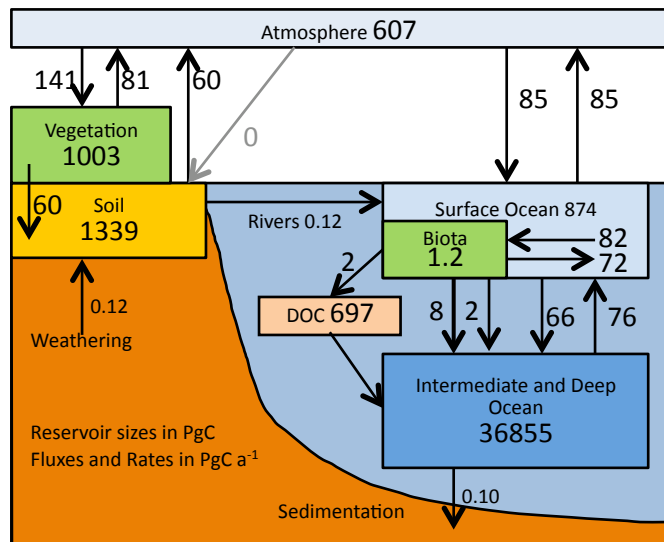 Atmosphere 607
141
81
60
0
85
85
Vegetation
1003
60
Soil
1339
Rivers 0.12
Surface Ocean 874
Biota
1.2
82
72
2
DOC 697
8
2
66
76
0.12
Weathering
Intermediate and Deep
Ocean
36855
Reservoir sizes in PgC
Fluxes and Rates in PgC a⁻¹
0.10
Sedimentation